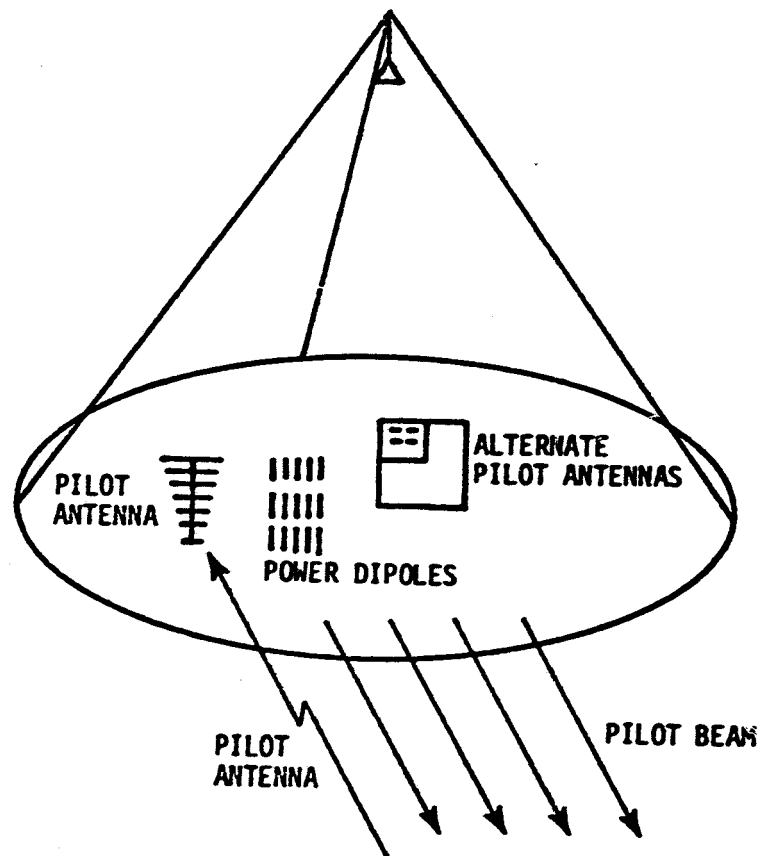 ALTERNATE
PILOT ANTENNAS
PILOT
ANTENNA
POWER DIPOLES
PILOT
ANTENNA
PILOT BEAM